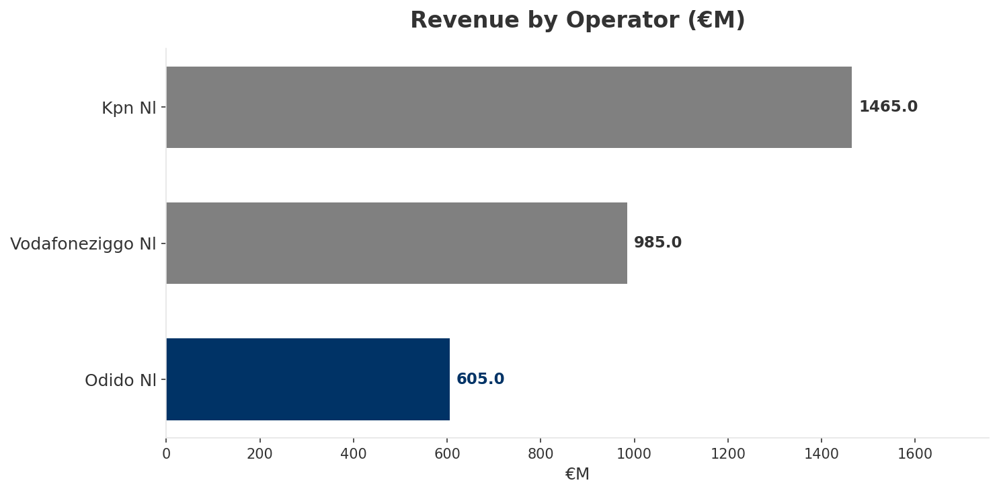 Revenue by Operator (€M)
Kpn Nl
1465.0
Vodafoneziggo Nl
985.0
Odido Nl
605.0
0 200 400 600 800 1000 1200 1400 1600
€M